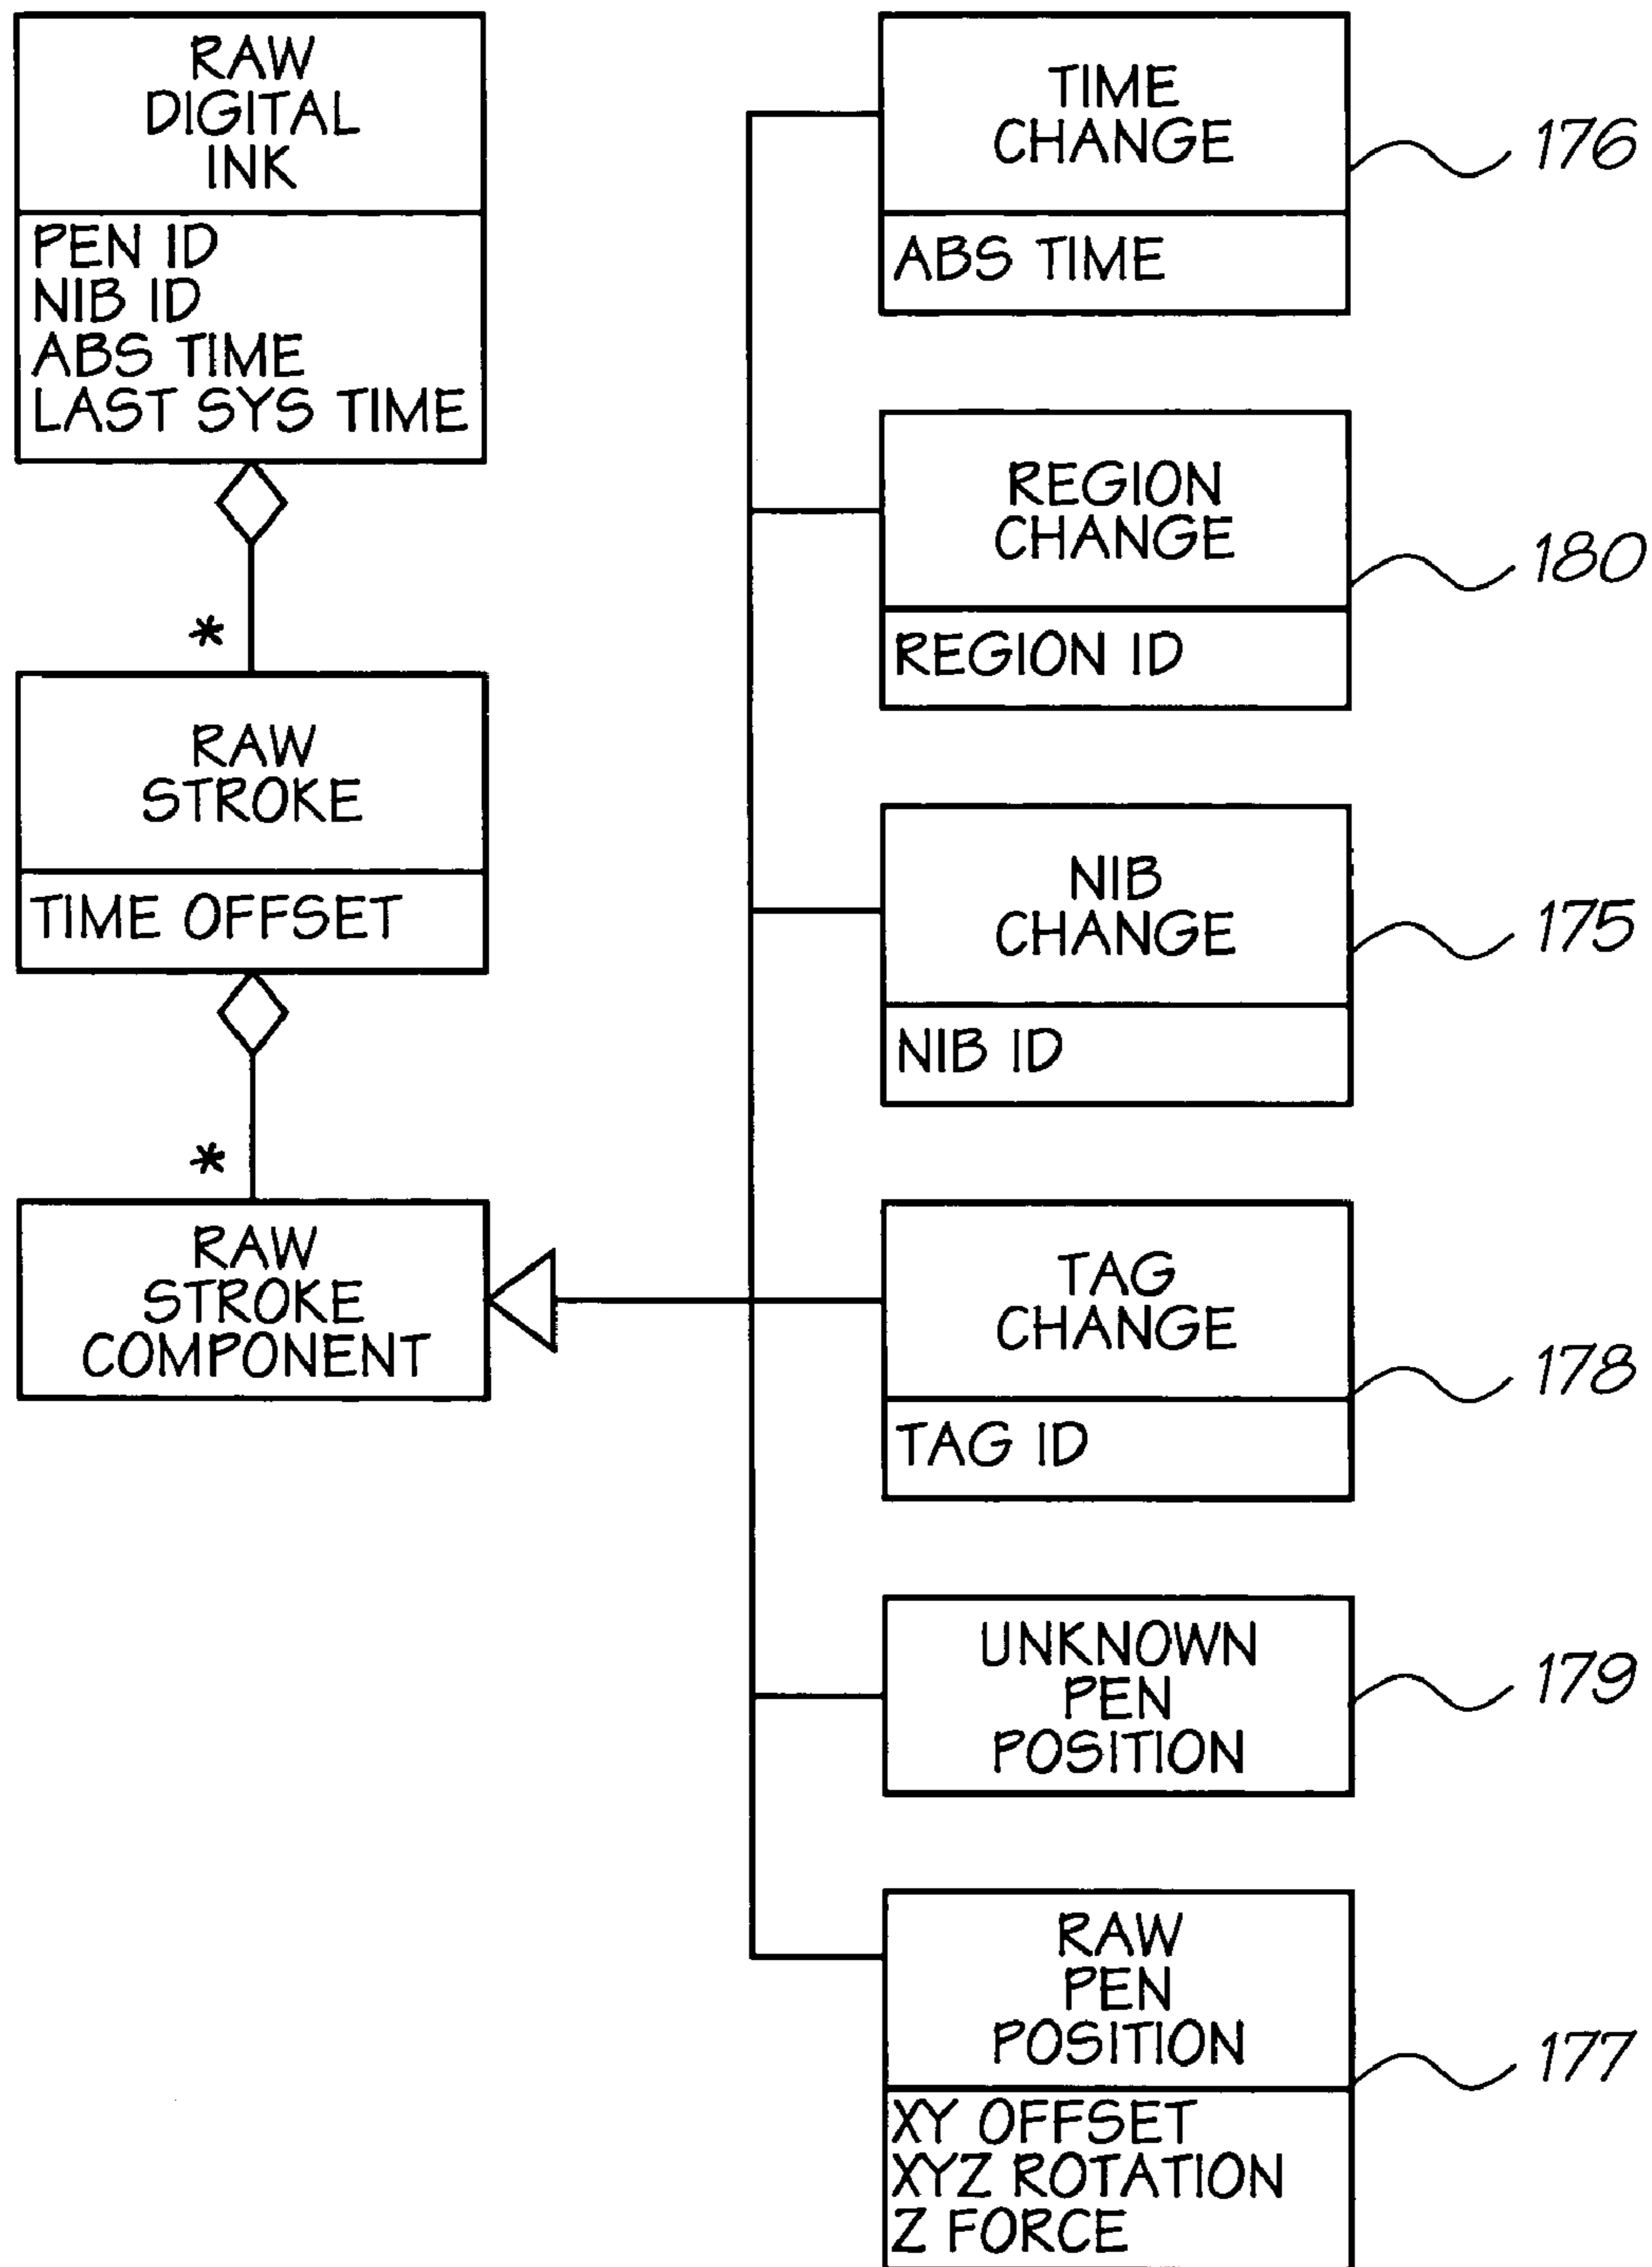 RAW
DIGITAL
INK
PEN ID
NIB ID
ABS TIME
LAST SYS TIME
*
RAW
STROKE
TIME OFFSET
*
RAW
STROKE
COMPONENT
TIME
CHANGE
ABS TIME
176
REGION
CHANGE
REGION ID
180
NIB
CHANGE
NIB ID
175
TAG
CHANGE
TAG ID
178
UNKNOWN
PEN
POSITION
179
RAW
PEN
POSITION
XY OFFSET
XYZ ROTATION
Z FORCE
177